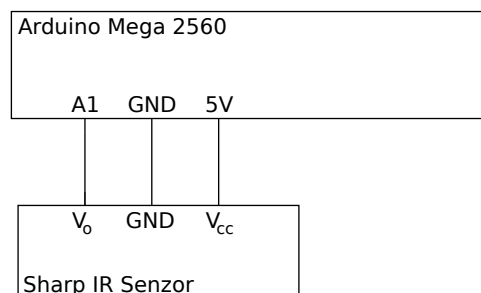 Arduino Mega 2560
A1 GND 5V
Vo GND Vcc
Sharp IR Senzor